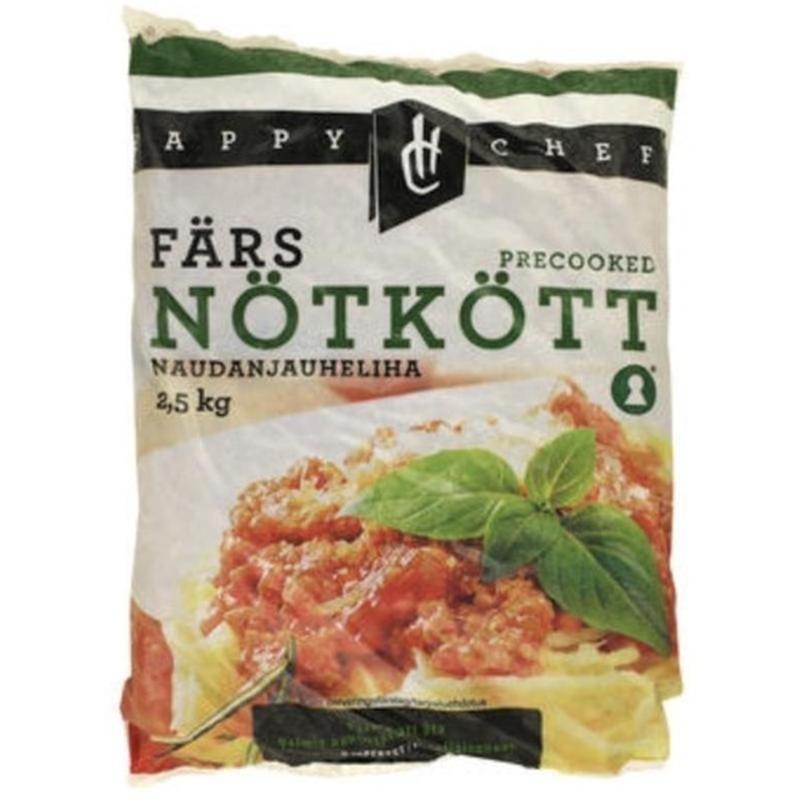 APPY CHEF
FÄRS
PRECOOKED
NÖTKÖTT
NAUDANJAUHELIHA
2,5 kg